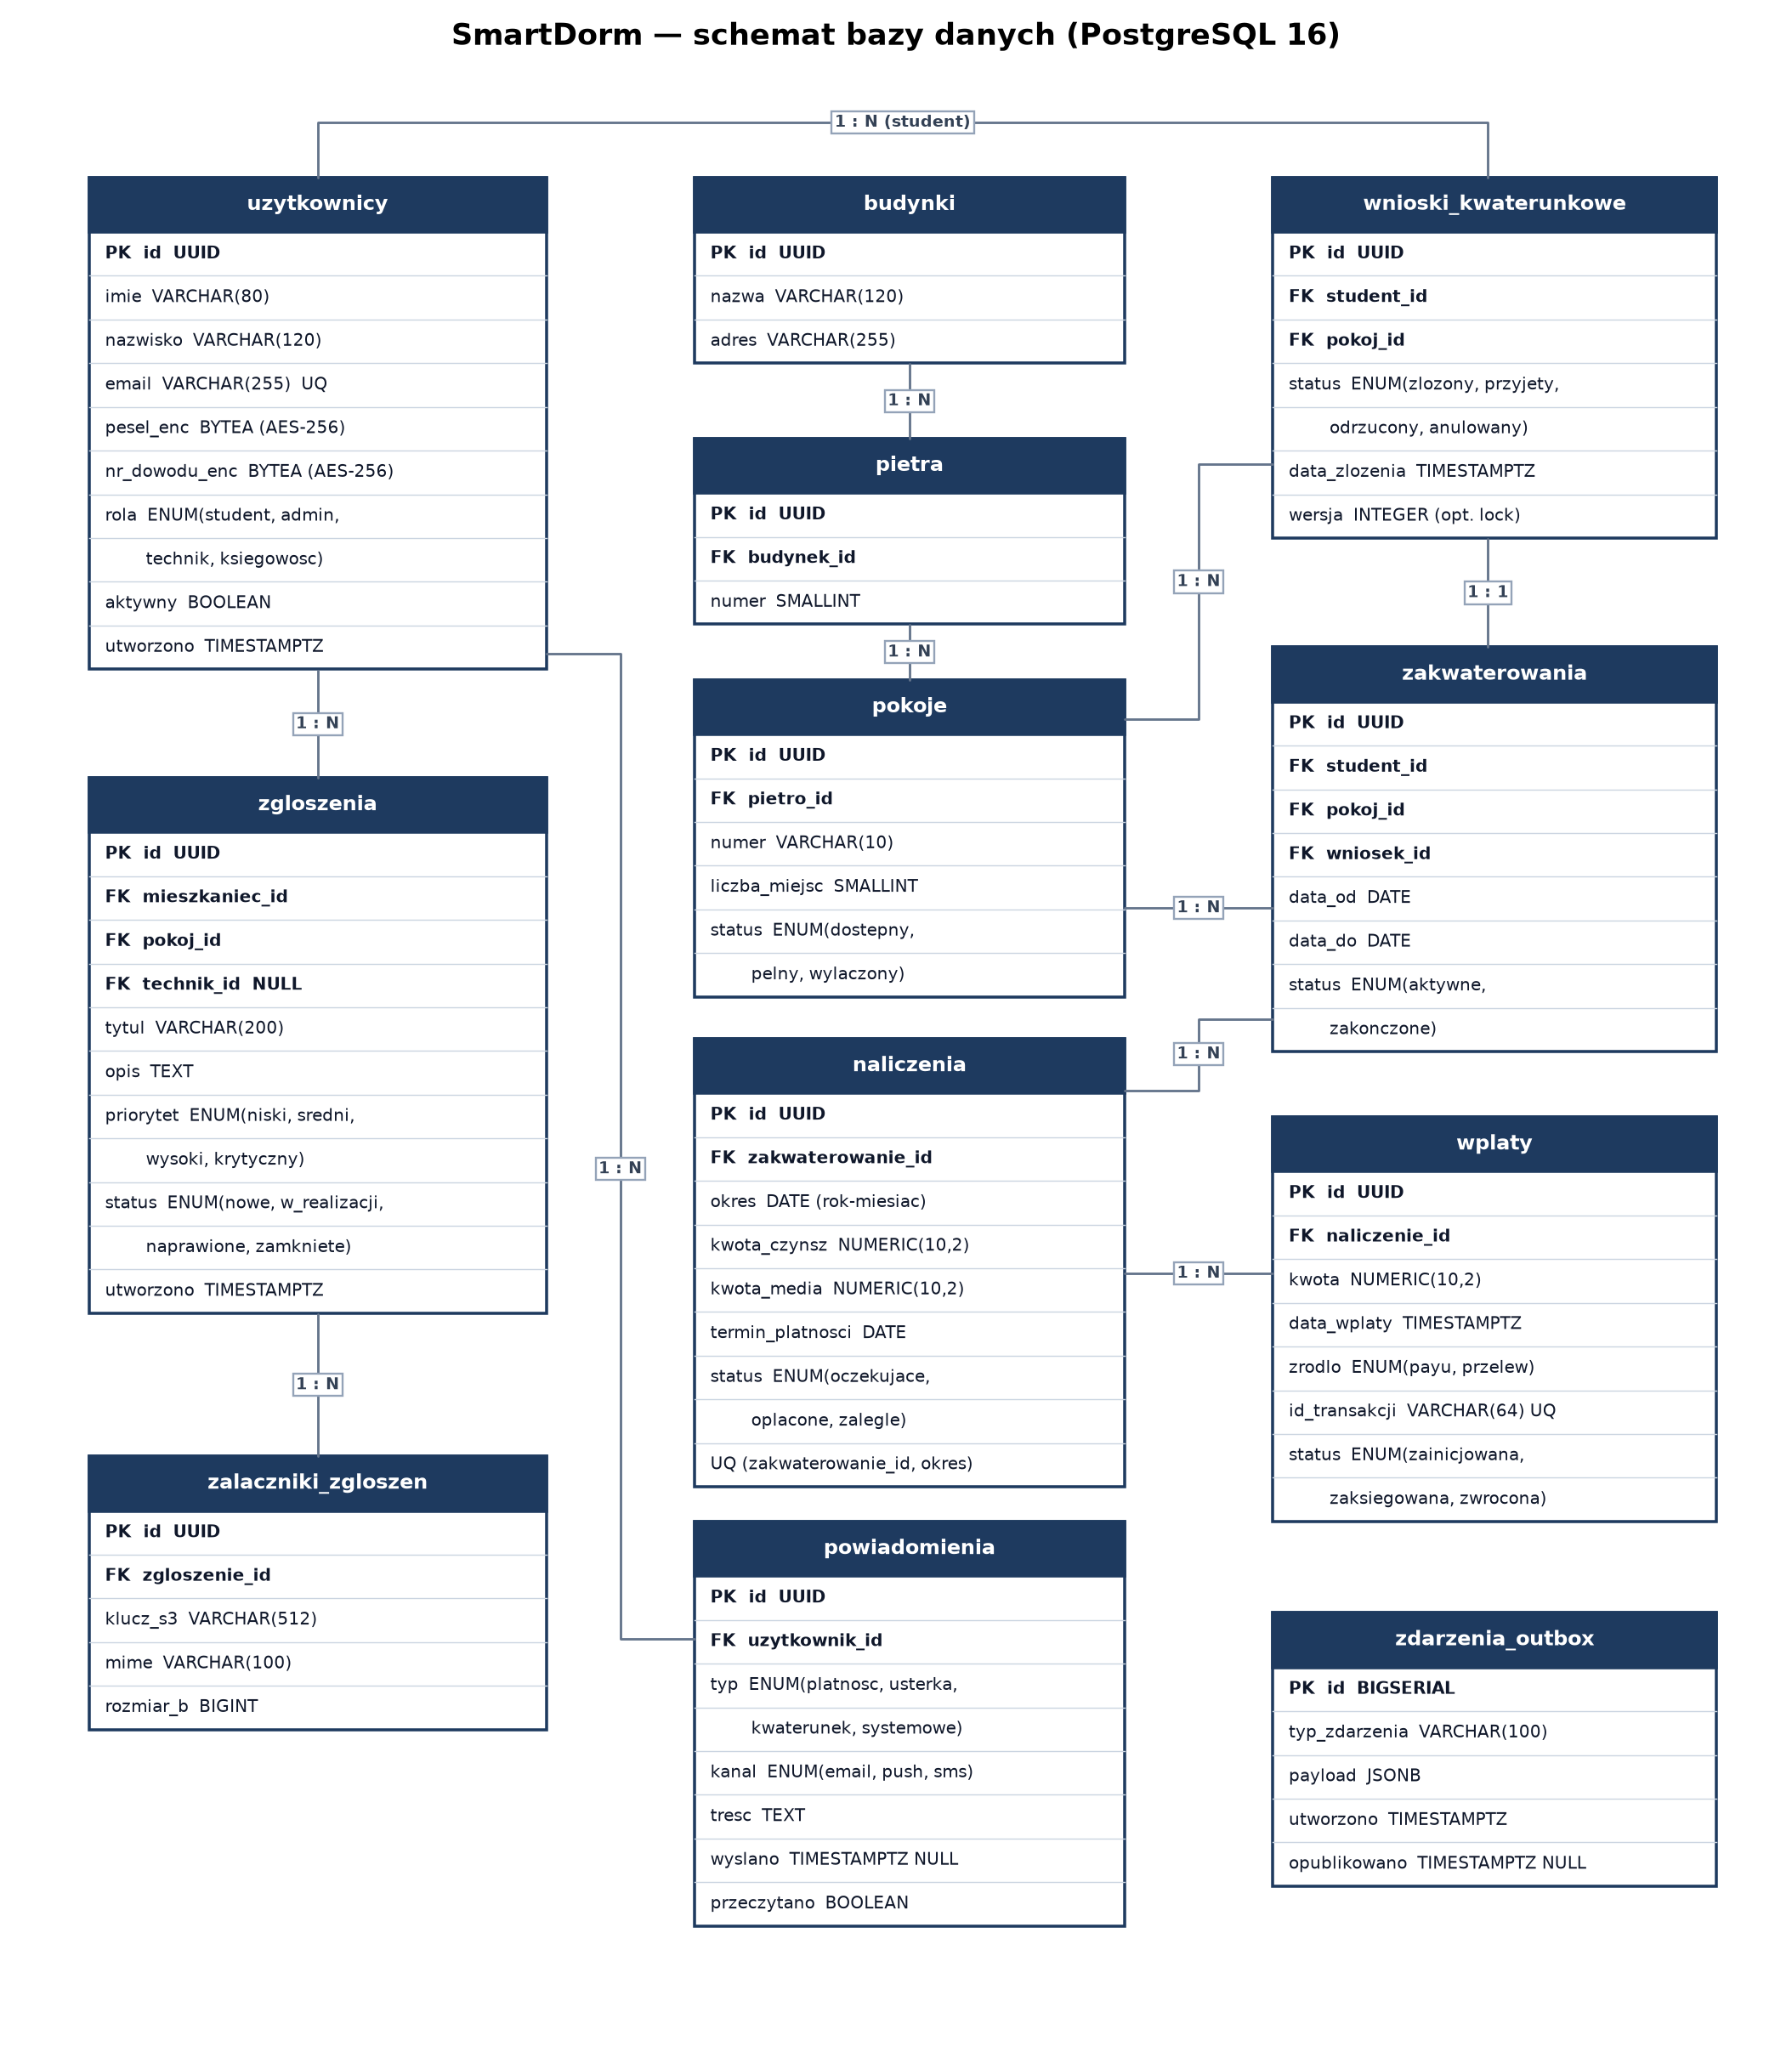 SmartDorm — schemat bazy danych (PostgreSQL 16)
1 : N (student)
uzytkownicy
PK id UUID
imie VARCHAR(80)
nazwisko VARCHAR(120)
email VARCHAR(255) UQ
pesel_enc BYTEA (AES-256)
nr_dowodu_enc BYTEA (AES-256)
rola ENUM(student, admin,
technik, ksiegowosc)
aktywny BOOLEAN
utworzono TIMESTAMPTZ
1 : N
zgloszenia
PK id UUID
FK mieszkaniec_id
FK pokoj_id
FK technik_id NULL
tytul VARCHAR(200)
opis TEXT
priorytet ENUM(niski, sredni,
wysoki, krytyczny)
status ENUM(nowe, w_realizacji,
naprawione, zamkniete)
utworzono TIMESTAMPTZ
1 : N
zalaczniki_zgloszen
PK id UUID
FK zgloszenie_id
klucz_s3 VARCHAR(512)
mime VARCHAR(100)
rozmiar_b BIGINT
1 : N
budynki
PK id UUID
nazwa VARCHAR(120)
adres VARCHAR(255)
1 : N
pietra
PK id UUID
FK budynek_id
numer SMALLINT
1 : N
pokoje
PK id UUID
FK pietro_id
numer VARCHAR(10)
liczba_miejsc SMALLINT
status ENUM(dostepny,
pelny, wylaczony)
naliczenia
PK id UUID
FK zakwaterowanie_id
okres DATE (rok-miesiac)
kwota_czynsz NUMERIC(10,2)
kwota_media NUMERIC(10,2)
termin_platnosci DATE
status ENUM(oczekujace,
oplacone, zalegle)
UQ (zakwaterowanie_id, okres)
powiadomienia
PK id UUID
FK uzytkownik_id
typ ENUM(platnosc, usterka,
kwaterunek, systemowe)
kanal ENUM(email, push, sms)
tresc TEXT
wyslano TIMESTAMPTZ NULL
przeczytano BOOLEAN
1 : N
1 : N
1 : N
1 : N
wnioski_kwaterunkowe
PK id UUID
FK student_id
FK pokoj_id
status ENUM(zlozony, przyjety,
odrzucony, anulowany)
data_zlozenia TIMESTAMPTZ
wersja INTEGER (opt. lock)
1 : 1
zakwaterowania
PK id UUID
FK student_id
FK pokoj_id
FK wniosek_id
data_od DATE
data_do DATE
status ENUM(aktywne,
zakonczone)
wplaty
PK id UUID
FK naliczenie_id
kwota NUMERIC(10,2)
data_wplaty TIMESTAMPTZ
zrodlo ENUM(payu, przelew)
id_transakcji VARCHAR(64) UQ
status ENUM(zainicjowana,
zaksiegowana, zwrocona)
zdarzenia_outbox
PK id BIGSERIAL
typ_zdarzenia VARCHAR(100)
payload JSONB
utworzono TIMESTAMPTZ
opublikowano TIMESTAMPTZ NULL